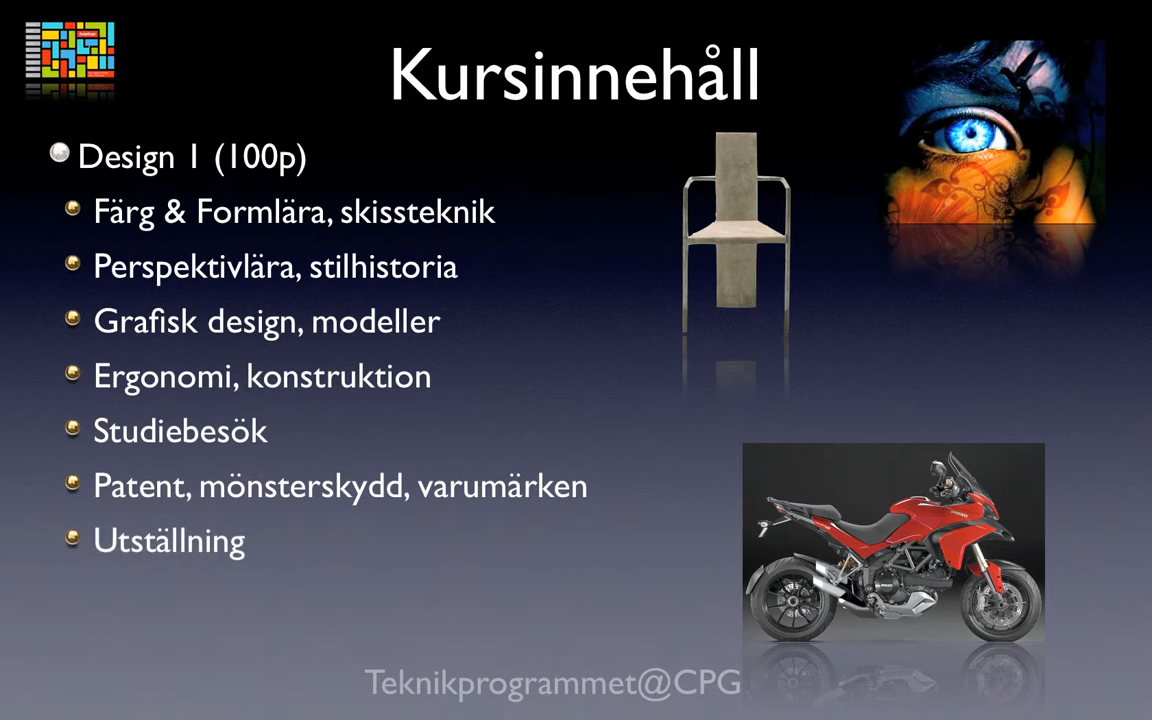 Kursinnehåll
Design 1 (100p)
Färg & Formlära, skissteknik
Perspektivlära, stilhistoria
Grafisk design, modeller
Ergonomi, konstruktion
Studiebesök
Patent, mönsterskydd, varumärken
Utställning
Teknikprogrammet@CPG